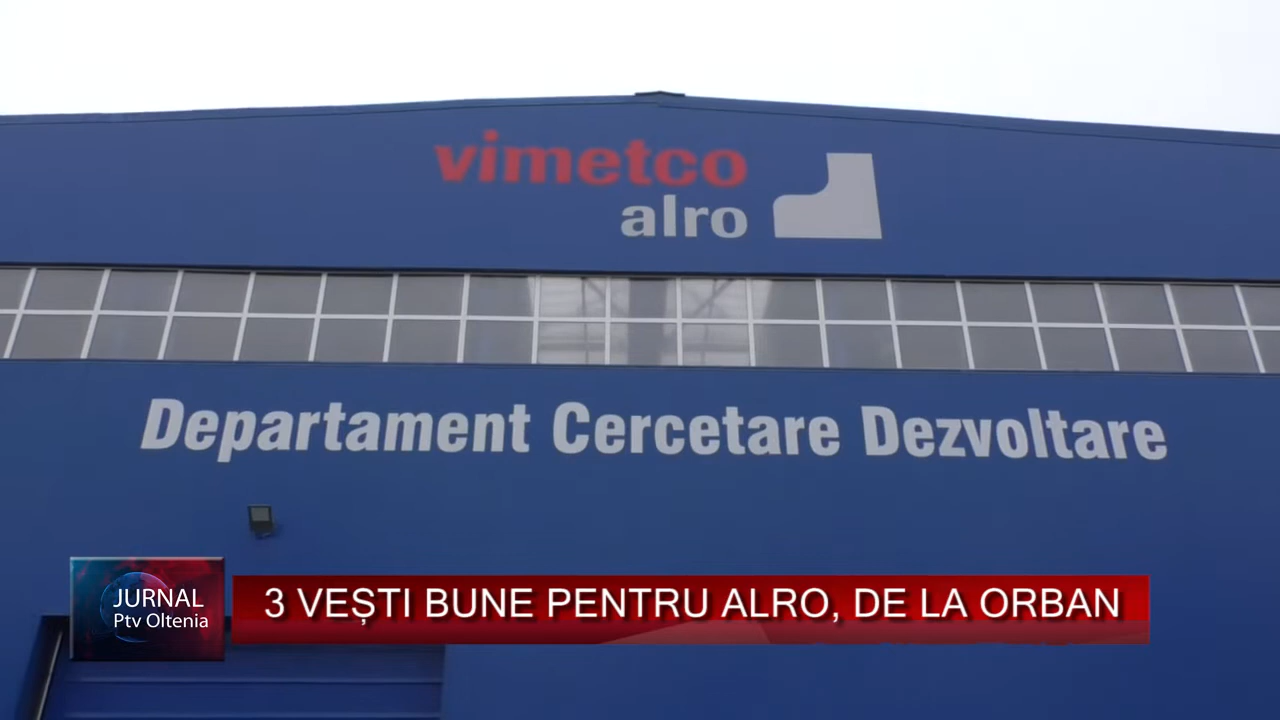 vimetco
alro
Departament Cercetare Dezvoltare
JURNAL
Ptv Oltenia
3 VEȘTI BUNE PENTRU ALRO, DE LA ORBAN